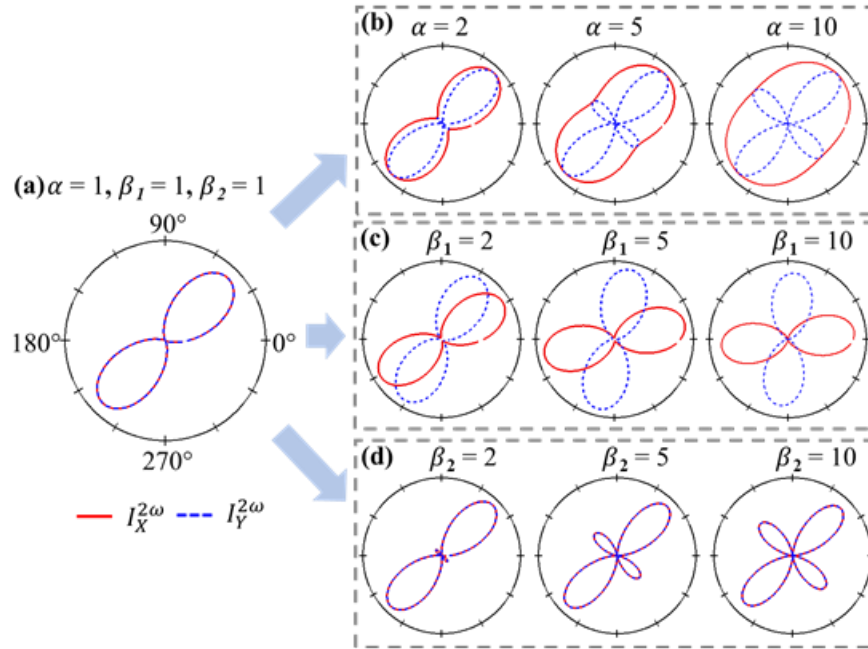 (b) α = 2 α = 5 α = 10
(a) α = 1, β₁ = 1, β₂ = 1
90°
180° 0°
270°
I_X^{2ω} I_Y^{2ω}
(c) β₁ = 2 β₁ = 5 β₁ = 10
(d) β₂ = 2 β₂ = 5 β₂ = 10